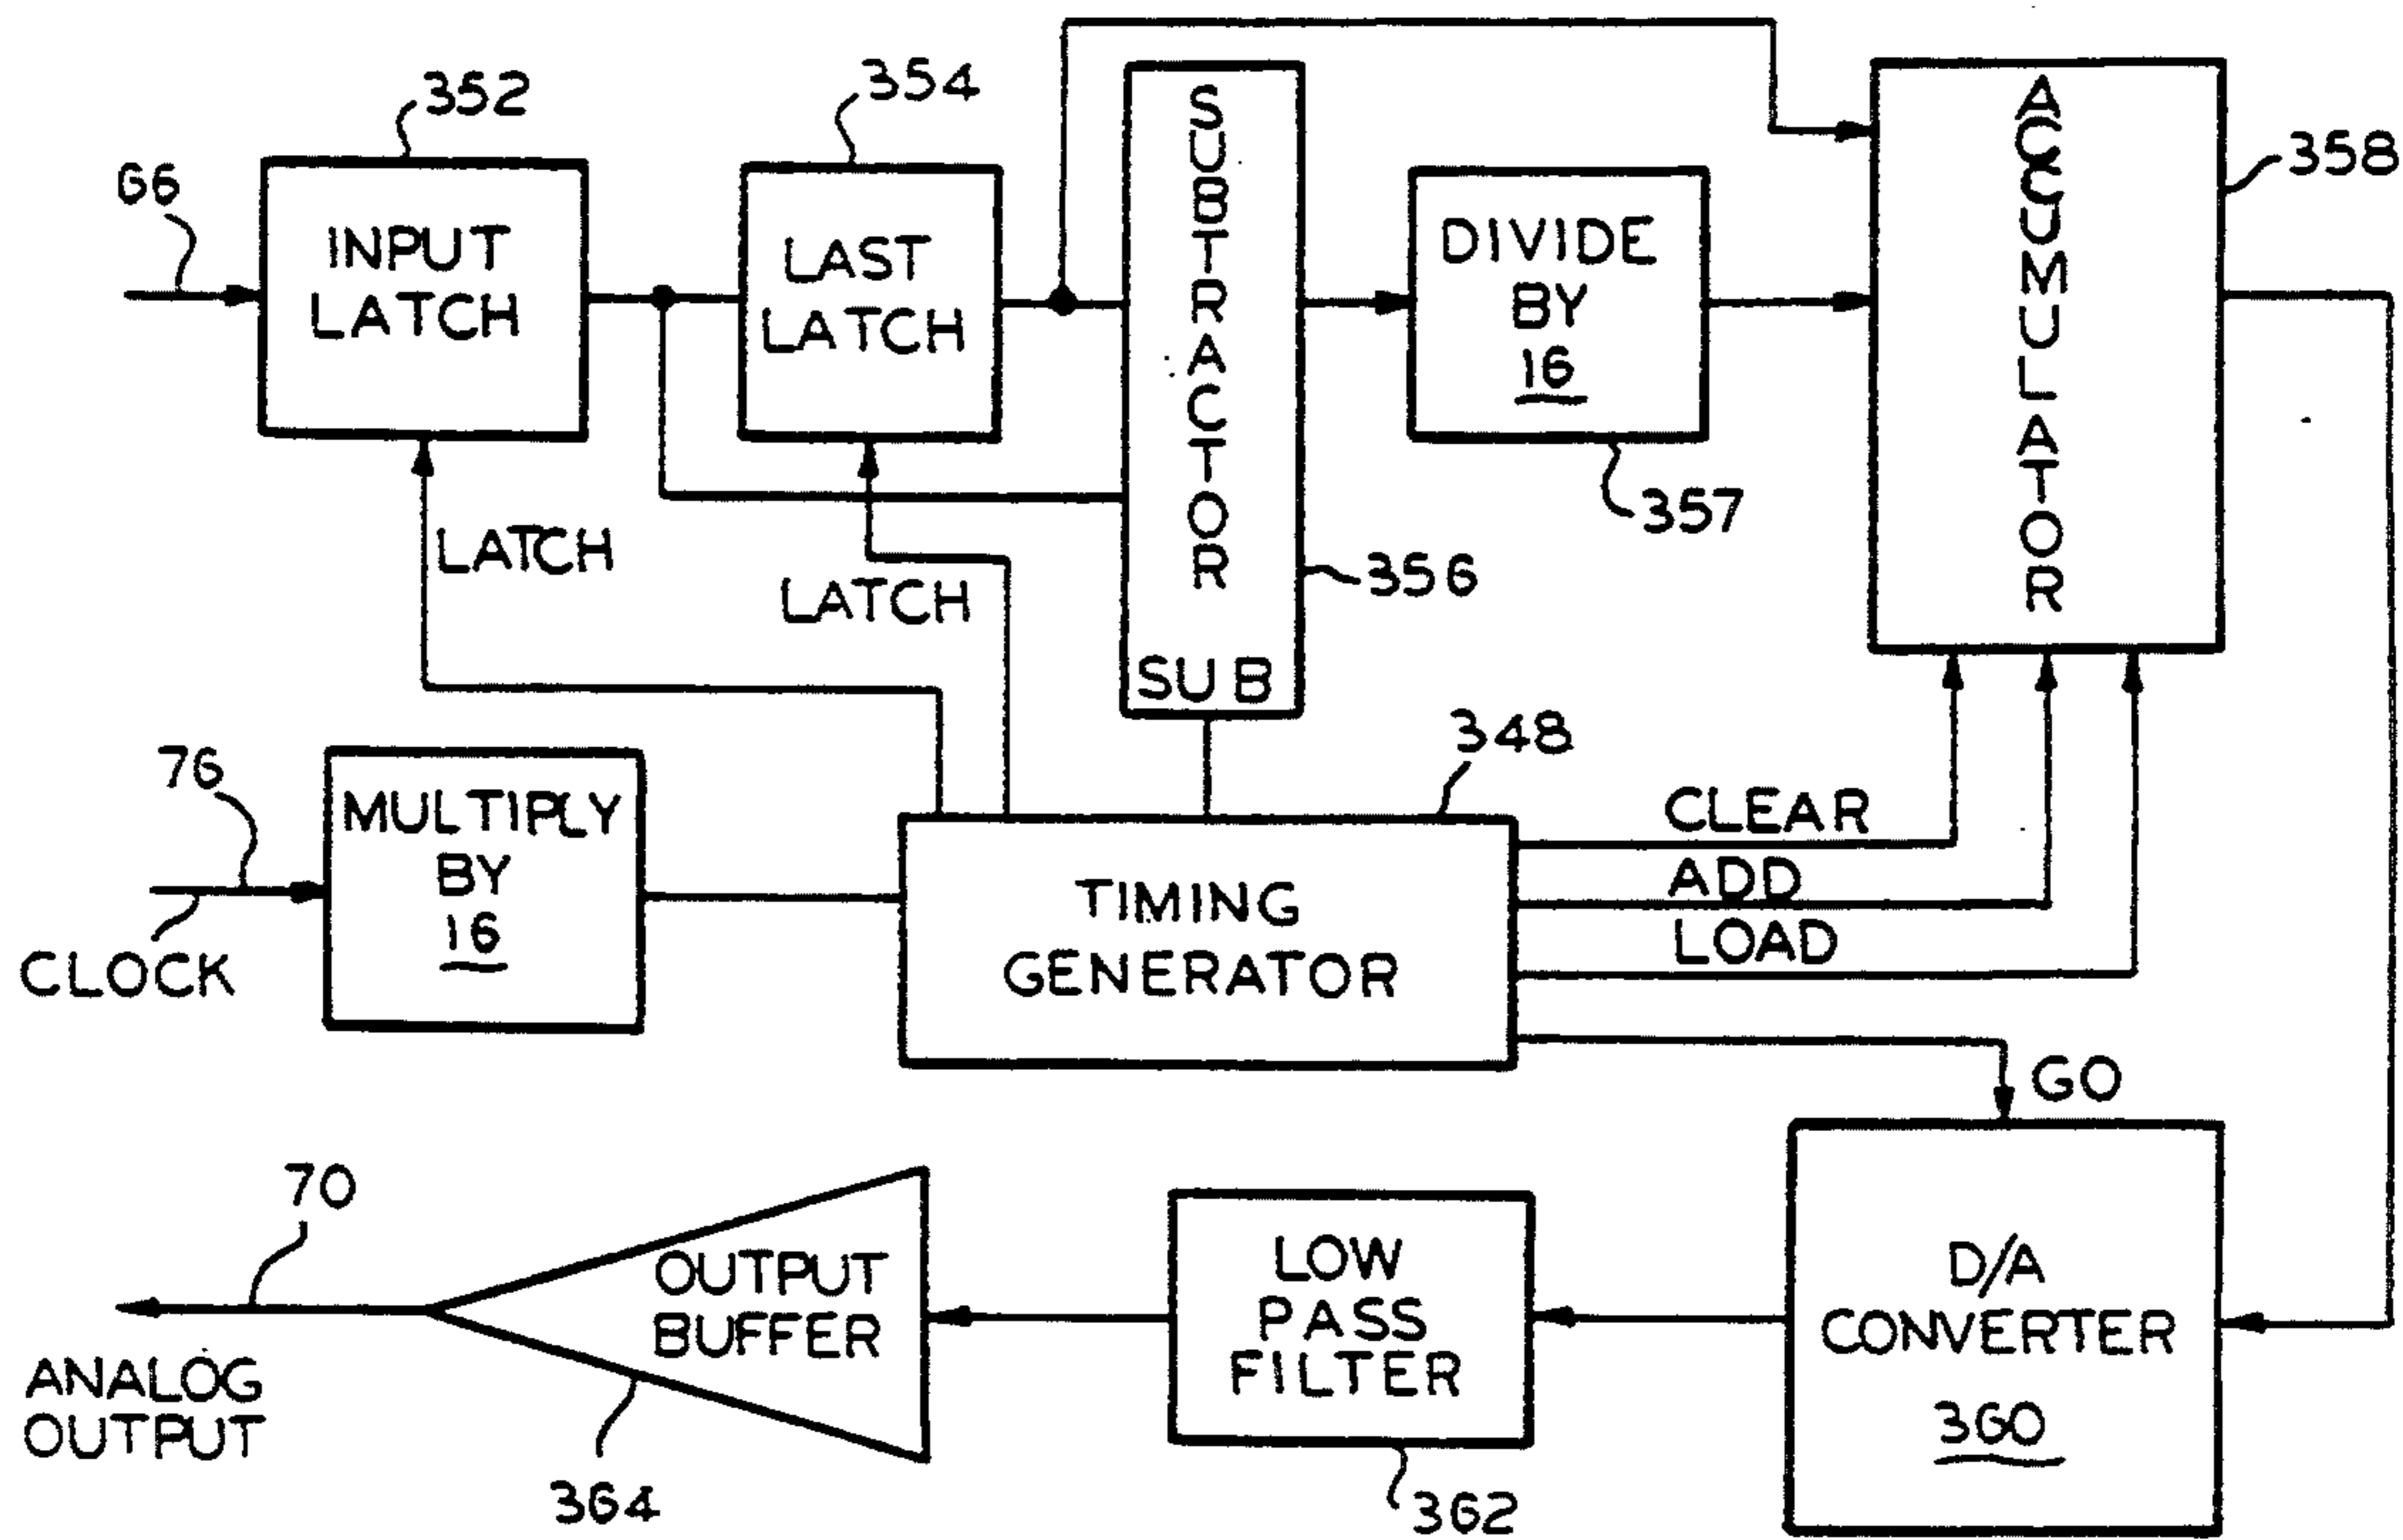 352
354
66
INPUT
LATCH
LAST
LATCH
SUBTRACTOR
SUB
356
DIVIDE
BY
16
357
ACCUMULATOR
358
LATCH
LATCH
76
CLOCK
MULTIPLY
BY
16
348
TIMING
GENERATOR
CLEAR
ADD
LOAD
GO
70
ANALOG
OUTPUT
OUTPUT
BUFFER
364
LOW
PASS
FILTER
362
D/A
CONVERTER
360